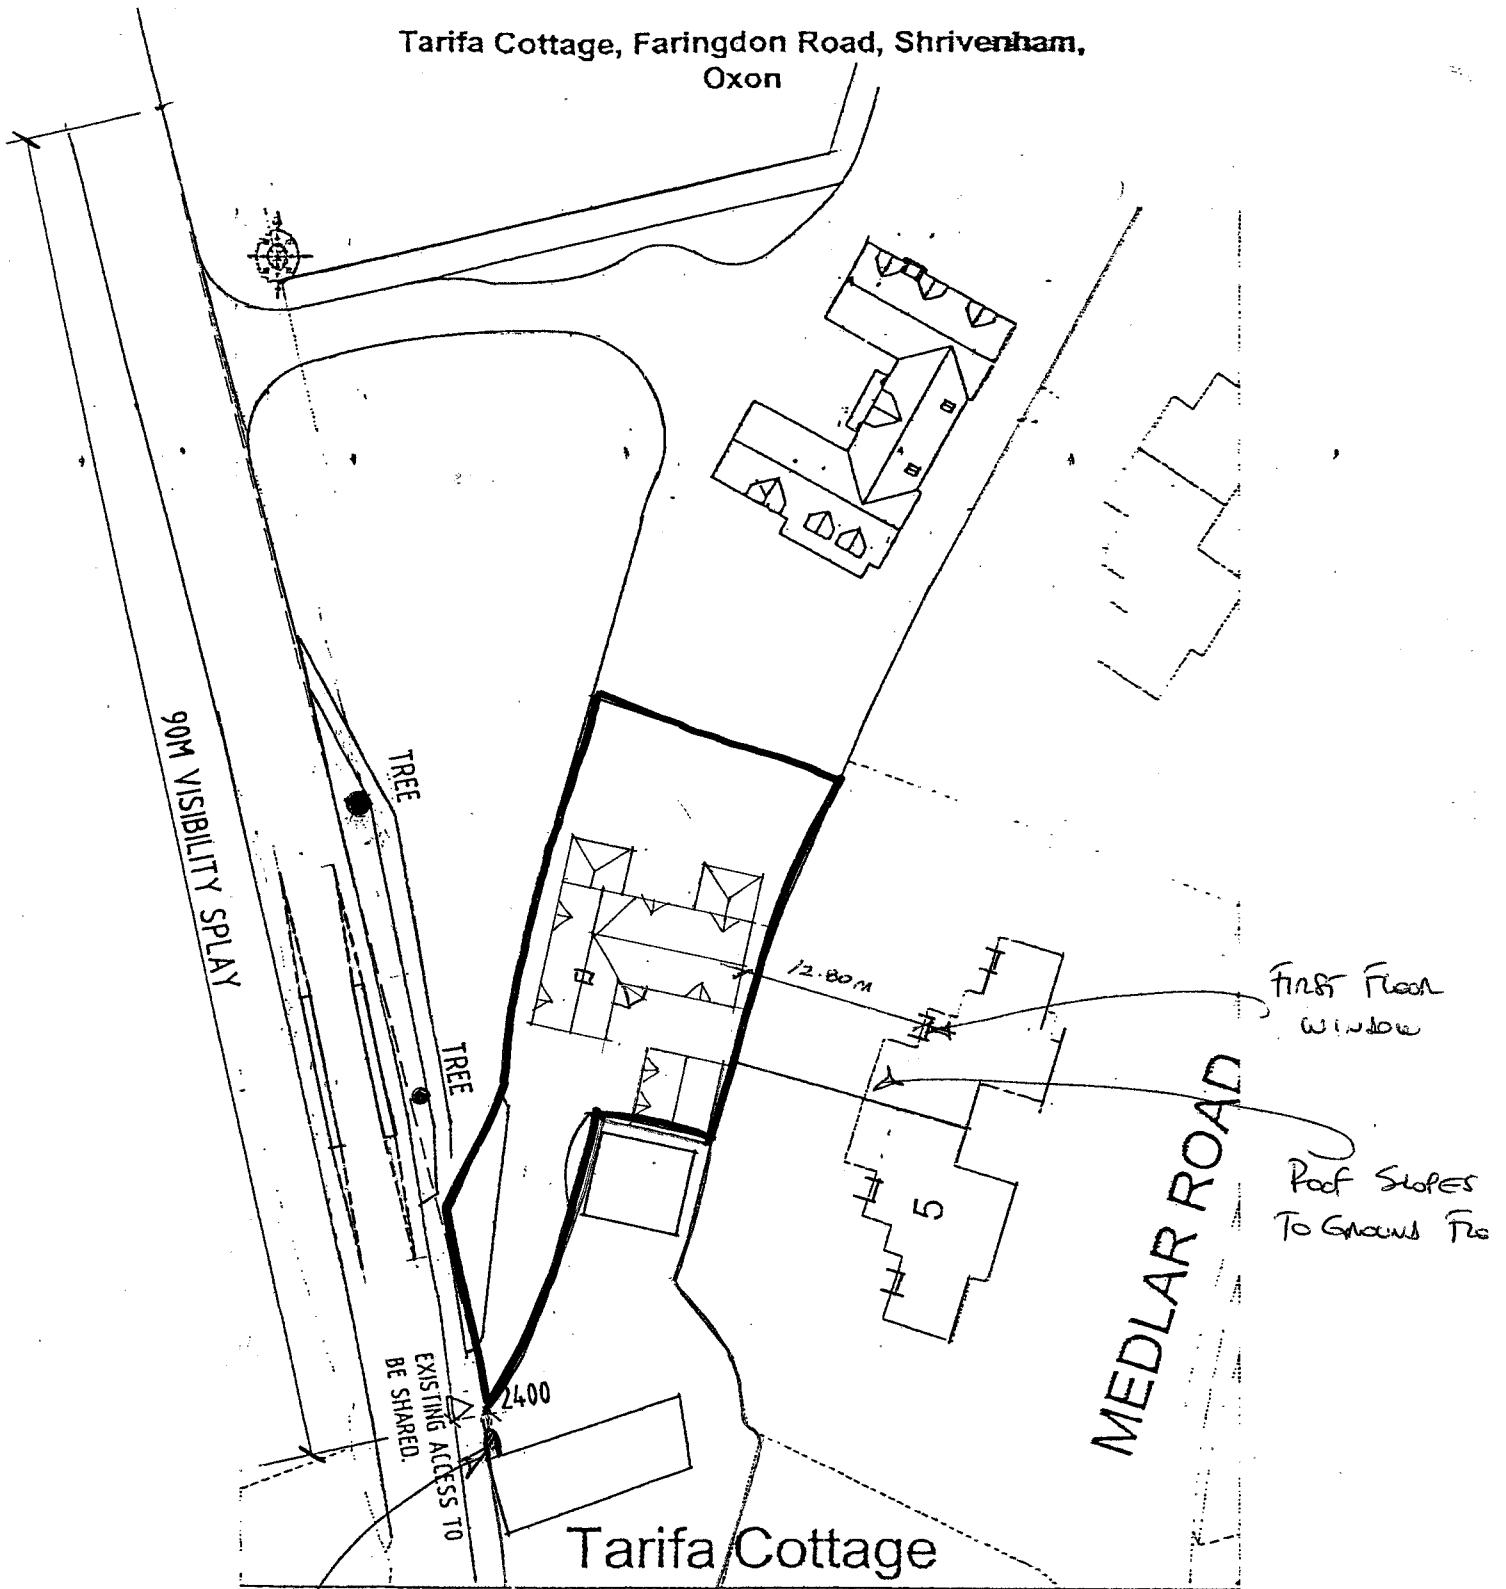 Tarifa Cottage, Faringdon Road, Shrivenham,
Oxon
90M VISIBILITY SPLAY
TREE
TREE
12.80M
FIRST FLOOR
WINDOW
ROOF SLOPES
TO GROUND FLO
5
MEDLAR ROAD
2400
EXISTING ACCESS TO
BE SHARED.
Tarifa Cottage